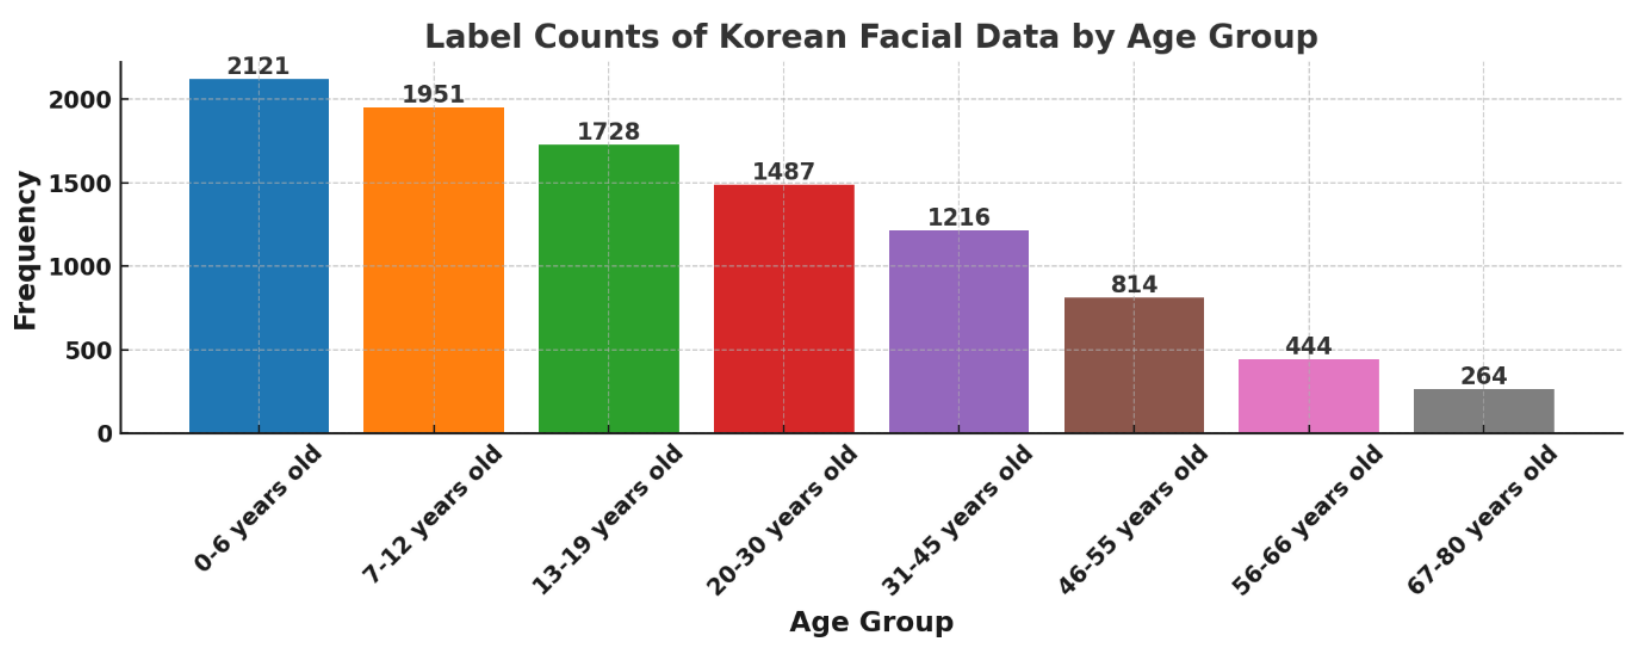 Label Counts of Korean Facial Data by Age Group
2121
1951
1728
1487
1216
814
444
264
2000
1500
1000
500
0
Frequency
0-6 years old
7-12 years old
13-19 years old
20-30 years old
31-45 years old
46-55 years old
56-66 years old
67-80 years old
Age Group